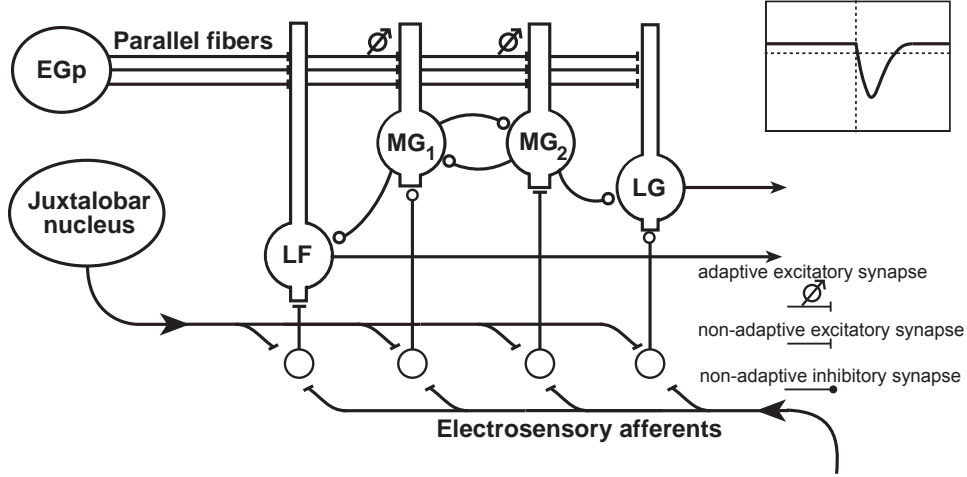 Parallel fibers
EGp
MG1
MG2
LG
Juxtalobar
nucleus
LF
adaptive excitatory synapse
non-adaptive excitatory synapse
non-adaptive inhibitory synapse
Electrosensory afferents